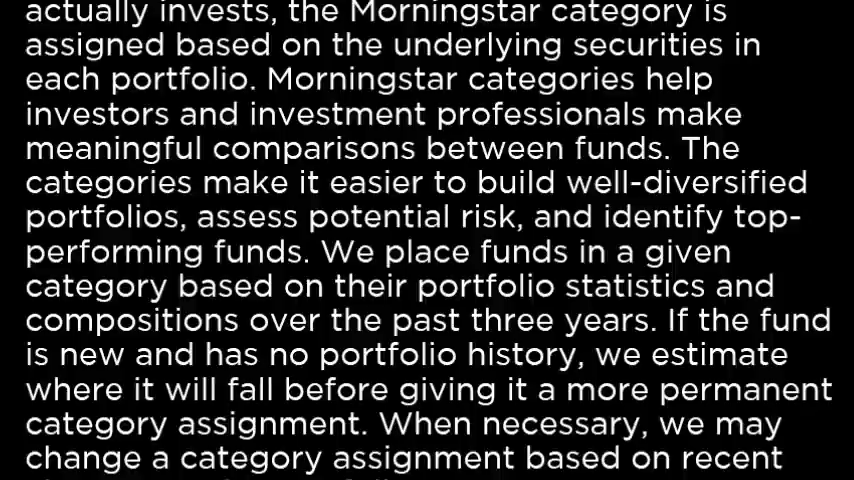 actually invests, the Morningstar category is
assigned based on the underlying securities in
each portfolio. Morningstar categories help
investors and investment professionals make
meaningful comparisons between funds. The
categories make it easier to build well-diversified
portfolios, assess potential risk, and identify top-
performing funds. We place funds in a given
category based on their portfolio statistics and
compositions over the past three years. If the fund
is new and has no portfolio history, we estimate
where it will fall before giving it a more permanent
category assignment. When necessary, we may
change a category assignment based on recent